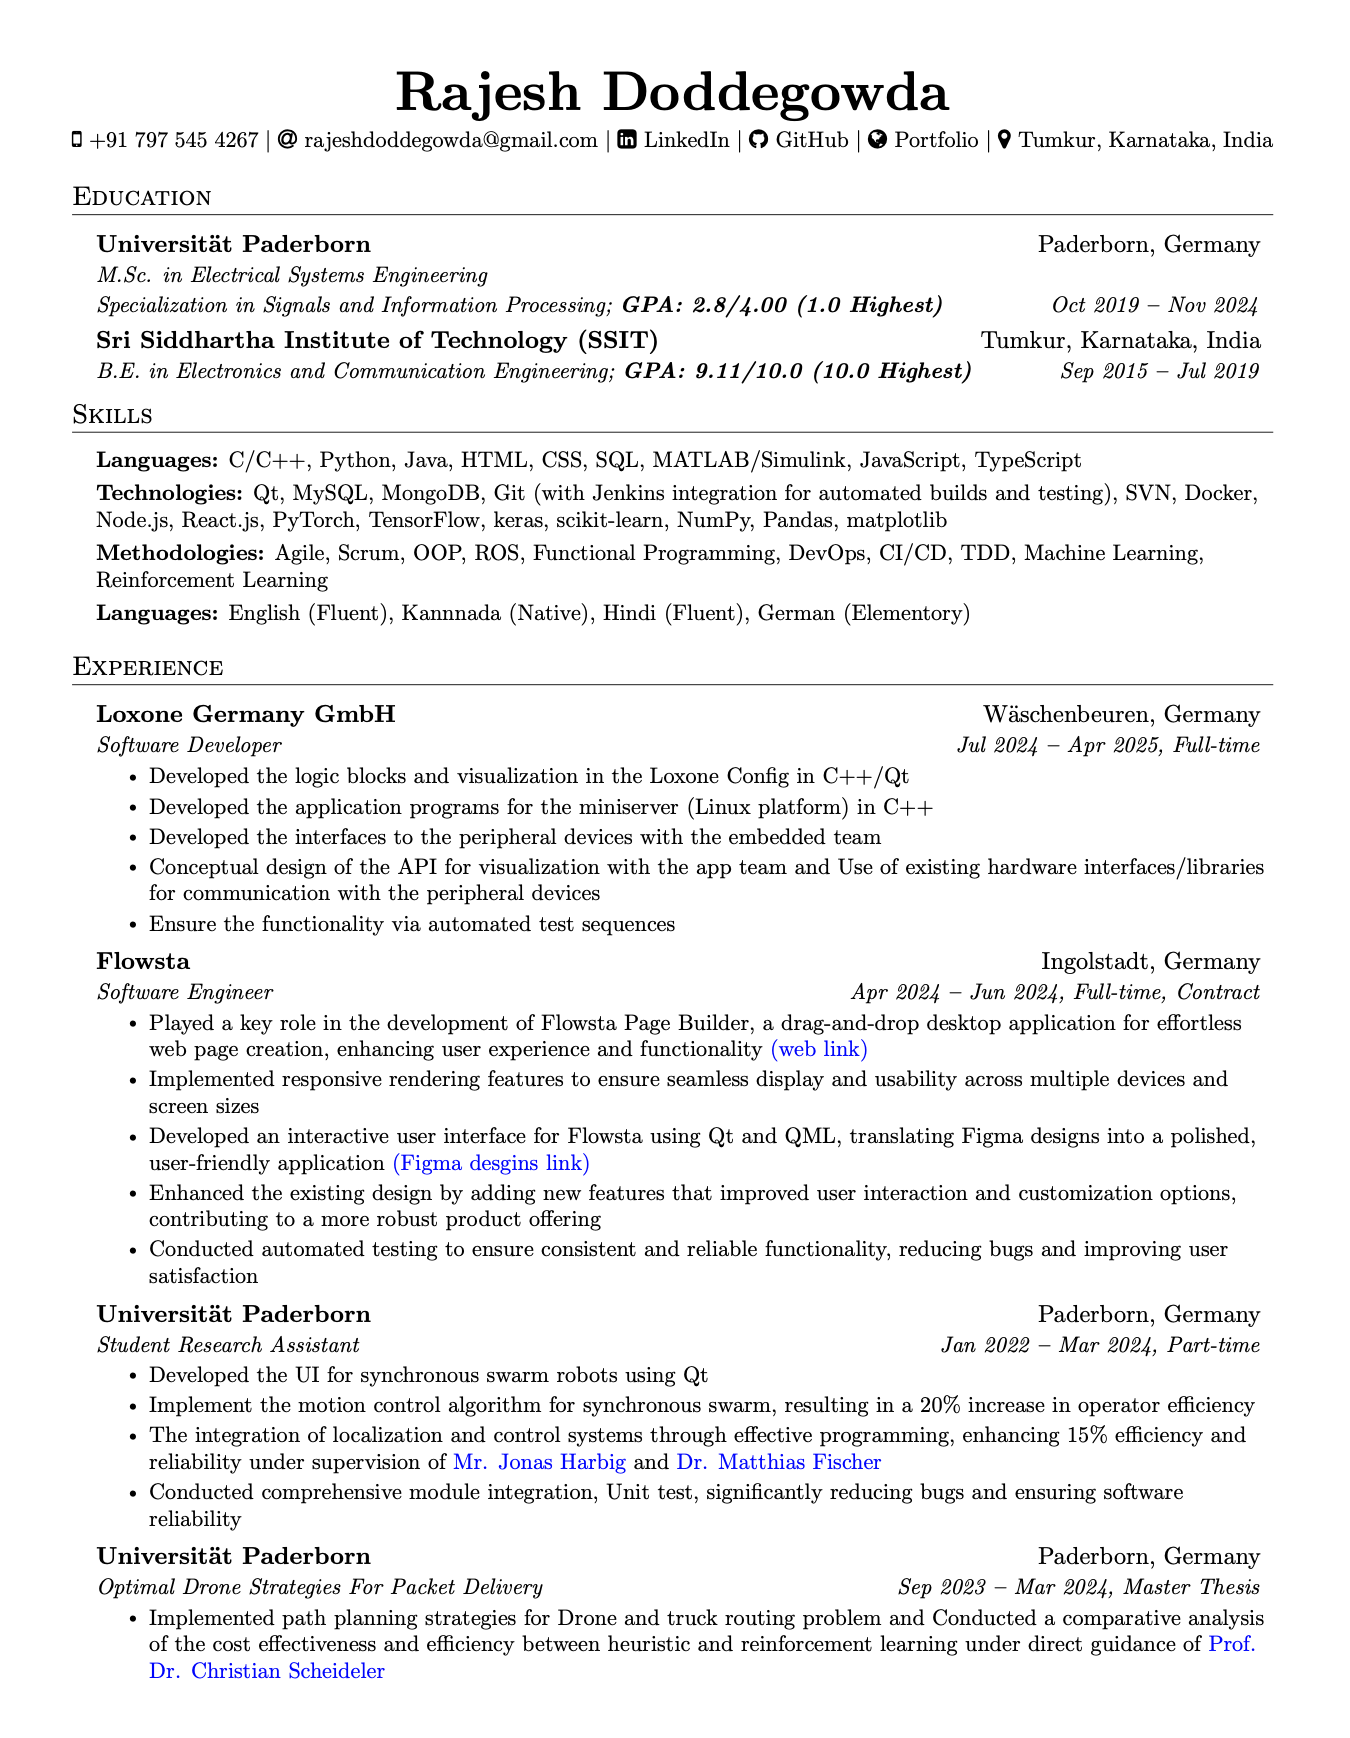 Rajesh Doddegowda
+91 797 545 4267 | rajeshdoddegowda@gmail.com | LinkedIn | GitHub | Portfolio | Tumkur, Karnataka, India
Education
Universität Paderborn Paderborn, Germany
M.Sc. in Electrical Systems Engineering
Specialization in Signals and Information Processing; GPA: 2.8/4.00 (1.0 Highest) Oct 2019 – Nov 2024
Sri Siddhartha Institute of Technology (SSIT) Tumkur, Karnataka, India
B.E. in Electronics and Communication Engineering; GPA: 9.11/10.0 (10.0 Highest) Sep 2015 – Jul 2019
Skills
Languages: C/C++, Python, Java, HTML, CSS, SQL, MATLAB/Simulink, JavaScript, TypeScript
Technologies: Qt, MySQL, MongoDB, Git (with Jenkins integration for automated builds and testing), SVN, Docker,
Node.js, React.js, PyTorch, TensorFlow, keras, scikit-learn, NumPy, Pandas, matplotlib
Methodologies: Agile, Scrum, OOP, ROS, Functional Programming, DevOps, CI/CD, TDD, Machine Learning,
Reinforcement Learning
Languages: English (Fluent), Kannnada (Native), Hindi (Fluent), German (Elementory)
Experience
Loxone Germany GmbH Wäschenbeuren, Germany
Software Developer Jul 2024 – Apr 2025, Full-time
• Developed the logic blocks and visualization in the Loxone Config in C++/Qt
• Developed the application programs for the miniserver (Linux platform) in C++
• Developed the interfaces to the peripheral devices with the embedded team
• Conceptual design of the API for visualization with the app team and Use of existing hardware interfaces/libraries
for communication with the peripheral devices
• Ensure the functionality via automated test sequences
Flowsta Ingolstadt, Germany
Software Engineer Apr 2024 – Jun 2024, Full-time, Contract
• Played a key role in the development of Flowsta Page Builder, a drag-and-drop desktop application for effortless
web page creation, enhancing user experience and functionality (web link)
• Implemented responsive rendering features to ensure seamless display and usability across multiple devices and
screen sizes
• Developed an interactive user interface for Flowsta using Qt and QML, translating Figma designs into a polished,
user-friendly application (Figma desgins link)
• Enhanced the existing design by adding new features that improved user interaction and customization options,
contributing to a more robust product offering
• Conducted automated testing to ensure consistent and reliable functionality, reducing bugs and improving user
satisfaction
Universität Paderborn Paderborn, Germany
Student Research Assistant Jan 2022 – Mar 2024, Part-time
• Developed the UI for synchronous swarm robots using Qt
• Implement the motion control algorithm for synchronous swarm, resulting in a 20% increase in operator efficiency
• The integration of localization and control systems through effective programming, enhancing 15% efficiency and
reliability under supervision of Mr. Jonas Harbig and Dr. Matthias Fischer
• Conducted comprehensive module integration, Unit test, significantly reducing bugs and ensuring software
reliability
Universität Paderborn Paderborn, Germany
Optimal Drone Strategies For Packet Delivery Sep 2023 – Mar 2024, Master Thesis
• Implemented path planning strategies for Drone and truck routing problem and Conducted a comparative analysis
of the cost effectiveness and efficiency between heuristic and reinforcement learning under direct guidance of Prof.
Dr. Christian Scheideler